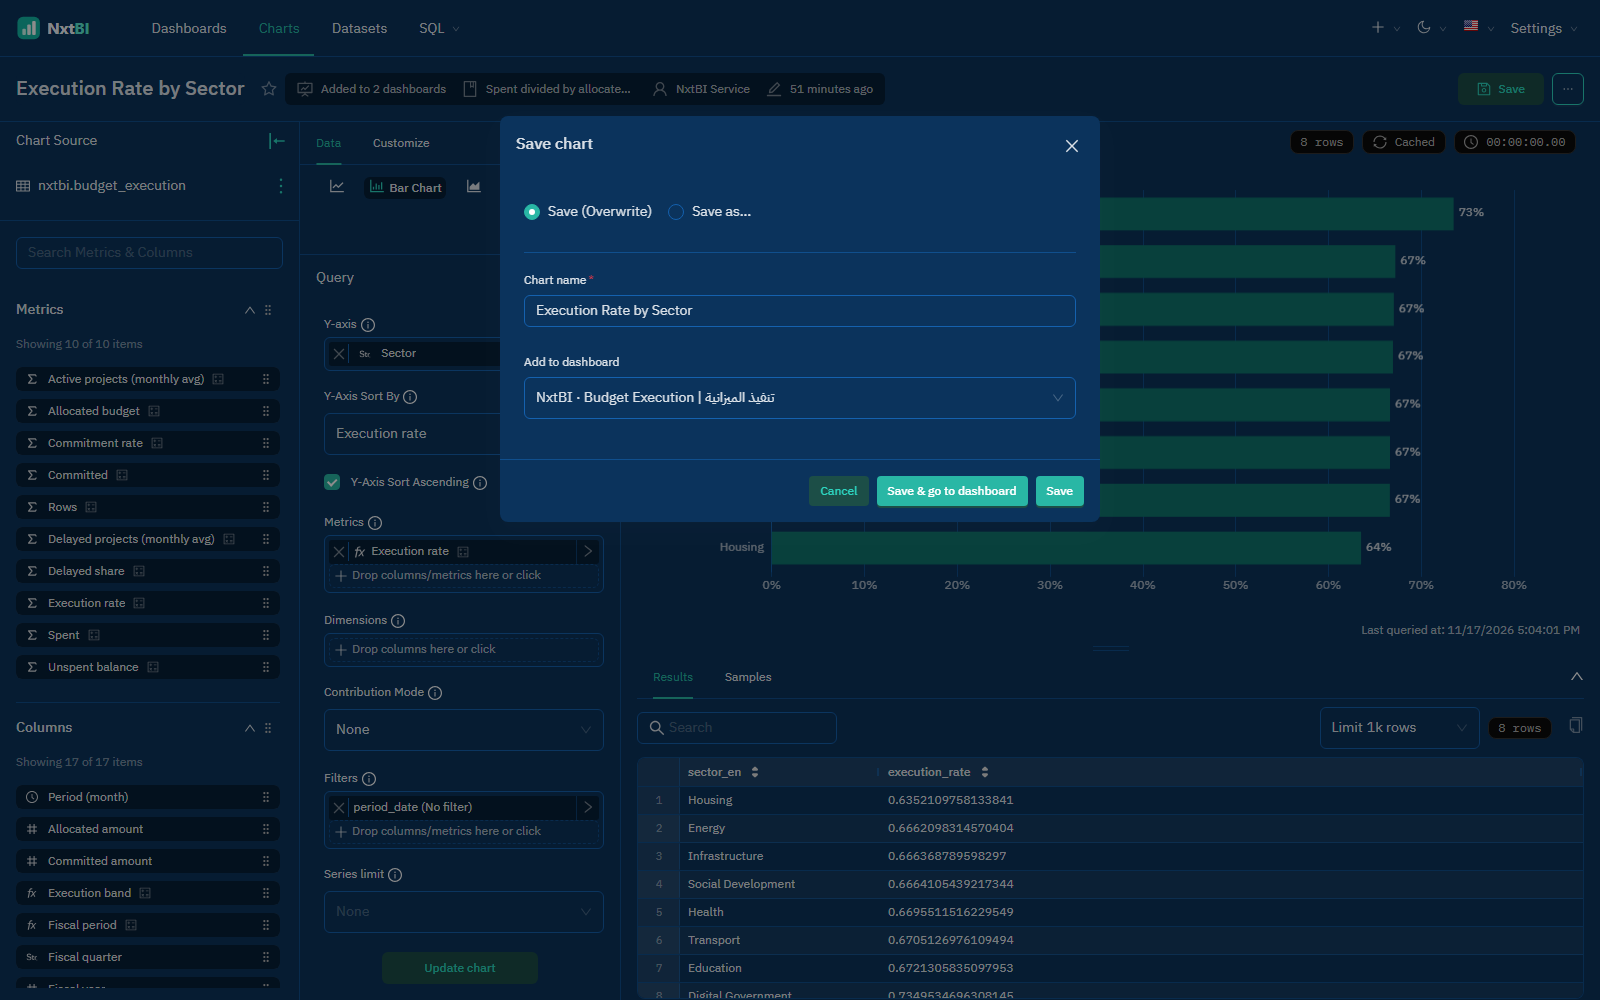 NxtBI
Dashboards
Charts
Datasets
SQL
Settings
Execution Rate by Sector
Added to 2 dashboards
Spent divided by allocate...
NxtBI Service
51 minutes ago
Save
...
Chart Source
nxtbi.budget_execution
Search Metrics & Columns
Metrics
Showing 10 of 10 items
Active projects (monthly avg)
Allocated budget
Commitment rate
Committed
Rows
Delayed projects (monthly avg)
Delayed share
Execution rate
Spent
Unspent balance
Columns
Showing 17 of 17 items
Period (month)
Allocated amount
Committed amount
Execution band
Fiscal period
Str Fiscal quarter
Data
Customize
Bar Chart
Query
Y-axis
Str Sector
Y-Axis Sort By
Execution rate
Y-Axis Sort Ascending
Metrics
fx Execution rate
Drop columns/metrics here or click
Dimensions
Drop columns here or click
Contribution Mode
None
Filters
period_date (No filter)
Drop columns/metrics here or click
Series limit
None
Update chart
Save chart
Save (Overwrite)
Save as...
Chart name *
Execution Rate by Sector
Add to dashboard
NxtBI · Budget Execution | تنفيذ الميزانية
Cancel
Save & go to dashboard
Save
8 rows
Cached
00:00:00.00
73%
67%
67%
67%
67%
67%
67%
Housing
64%
0% 10% 20% 30% 40% 50% 60% 70% 80%
Last queried at: 11/17/2026 5:04:01 PM
Results
Samples
Search
Limit 1k rows
8 rows
sector_en execution_rate
1 Housing 0.6352109758133841
2 Energy 0.6662098314570404
3 Infrastructure 0.666368789598297
4 Social Development 0.6664105439217344
5 Health 0.6695511516229549
6 Transport 0.6705126976109494
7 Education 0.6721305835097953
8 Digital Government 0.7349534696308145